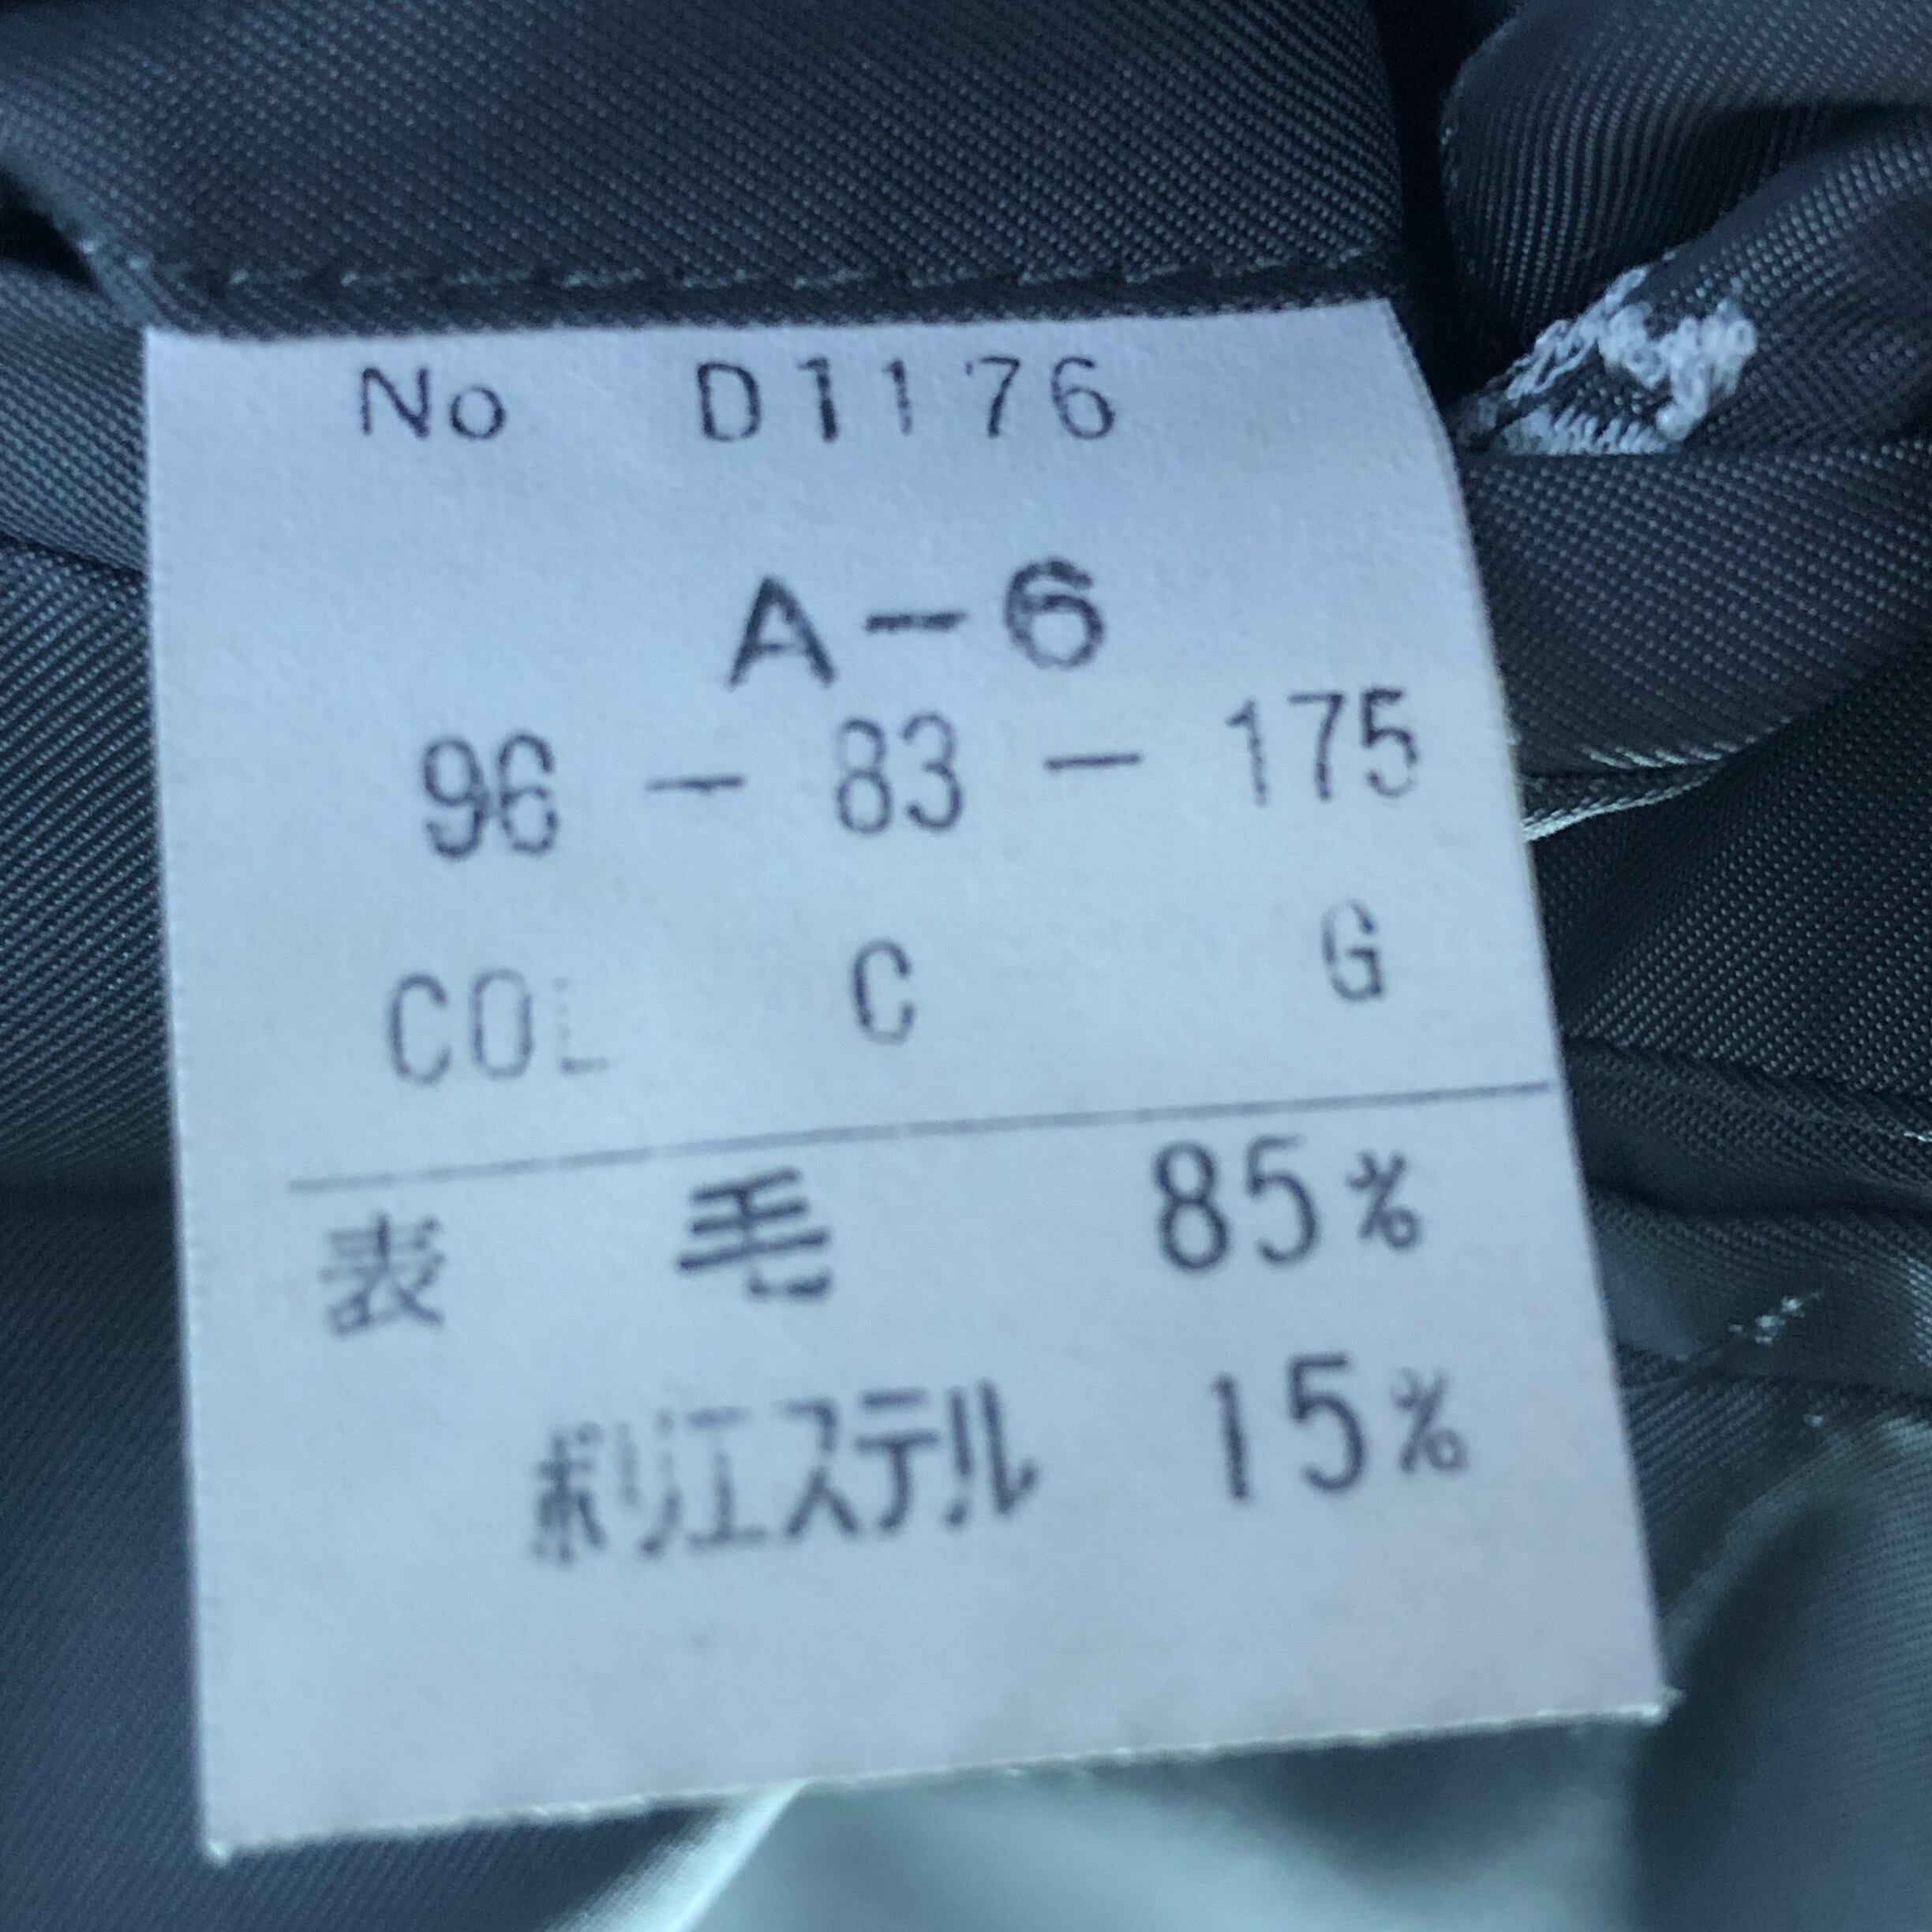 No D1176
A-6
96 - 83 - 175
COL C G
表 毛 85%
ポリエステル 15%